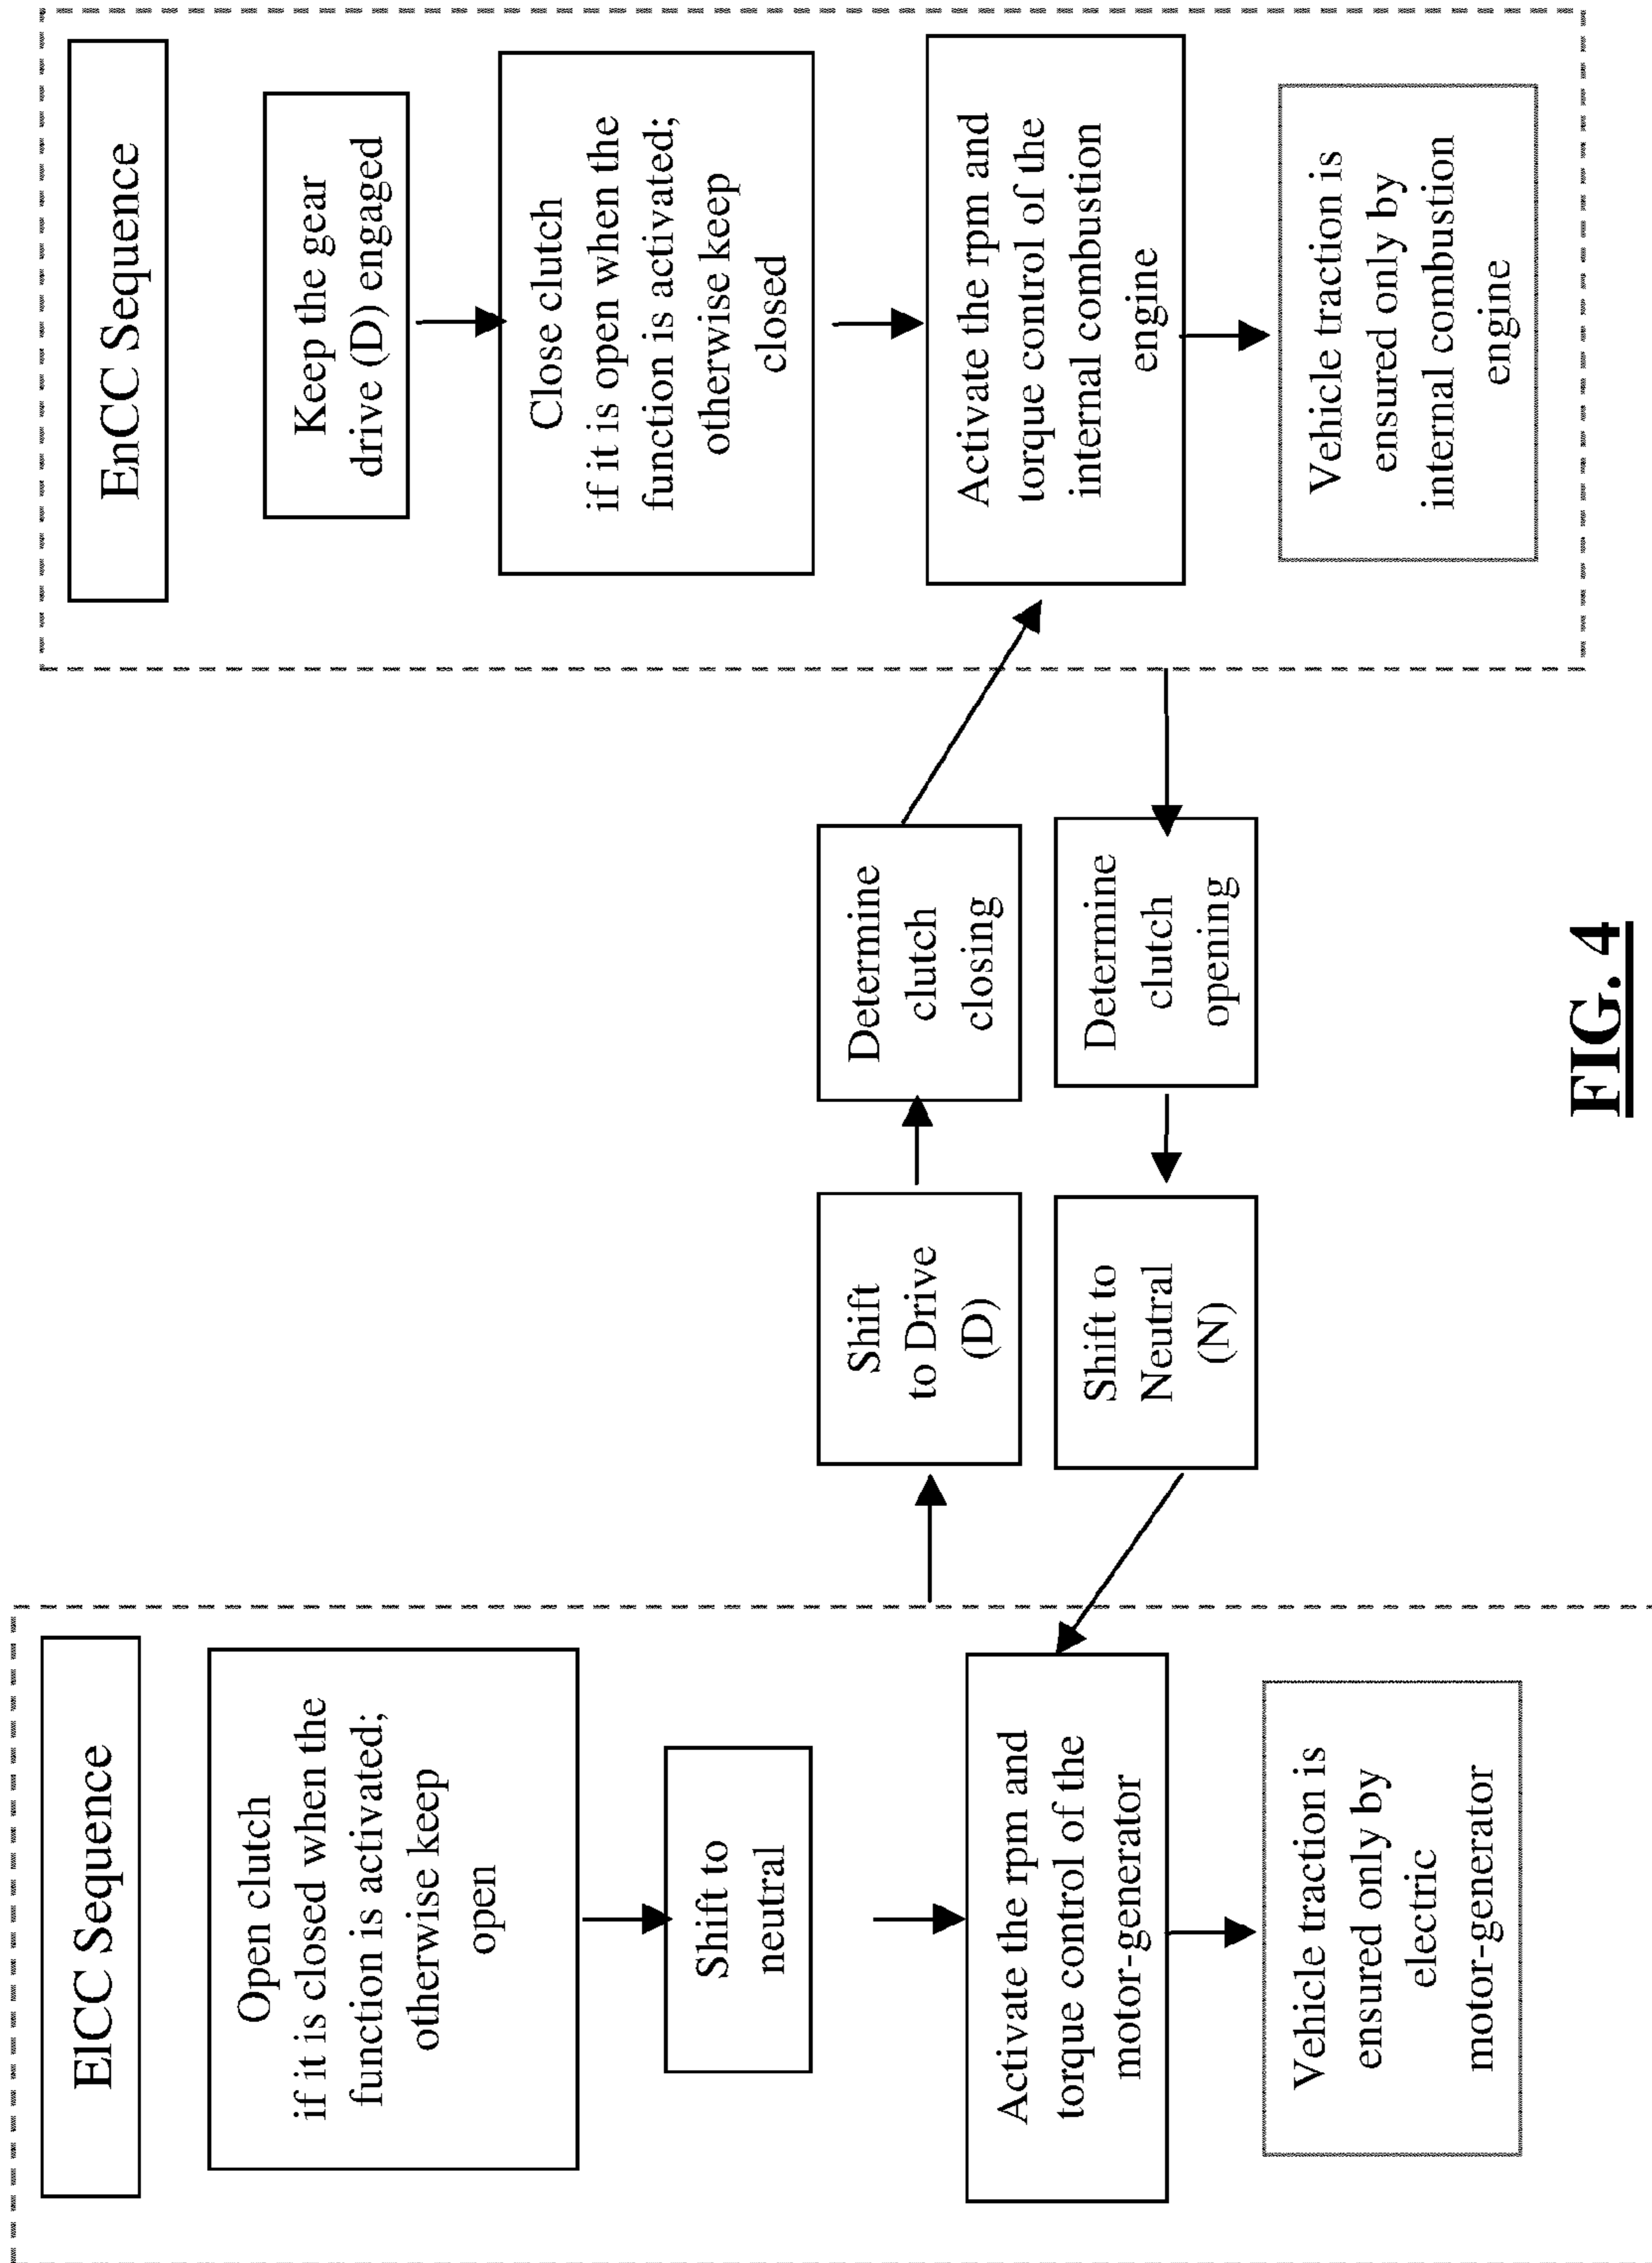 ElCC Sequence
Open clutch
if it is closed when the
function is activated;
otherwise keep
open
Shift to
neutral
Activate the rpm and
torque control of the
motor-generator
Vehicle traction is
ensured only by
electric
motor-generator
Shift
to Drive
(D)
Determine
clutch
closing
Shift to
Neutral
(N)
Determine
clutch
opening
EnCC Sequence
Keep the gear
drive (D) engaged
Close clutch
if it is open when the
function is activated;
otherwise keep
closed
Activate the rpm and
torque control of the
internal combustion
engine
Vehicle traction is
ensured only by
internal combustion
engine
FIG. 4